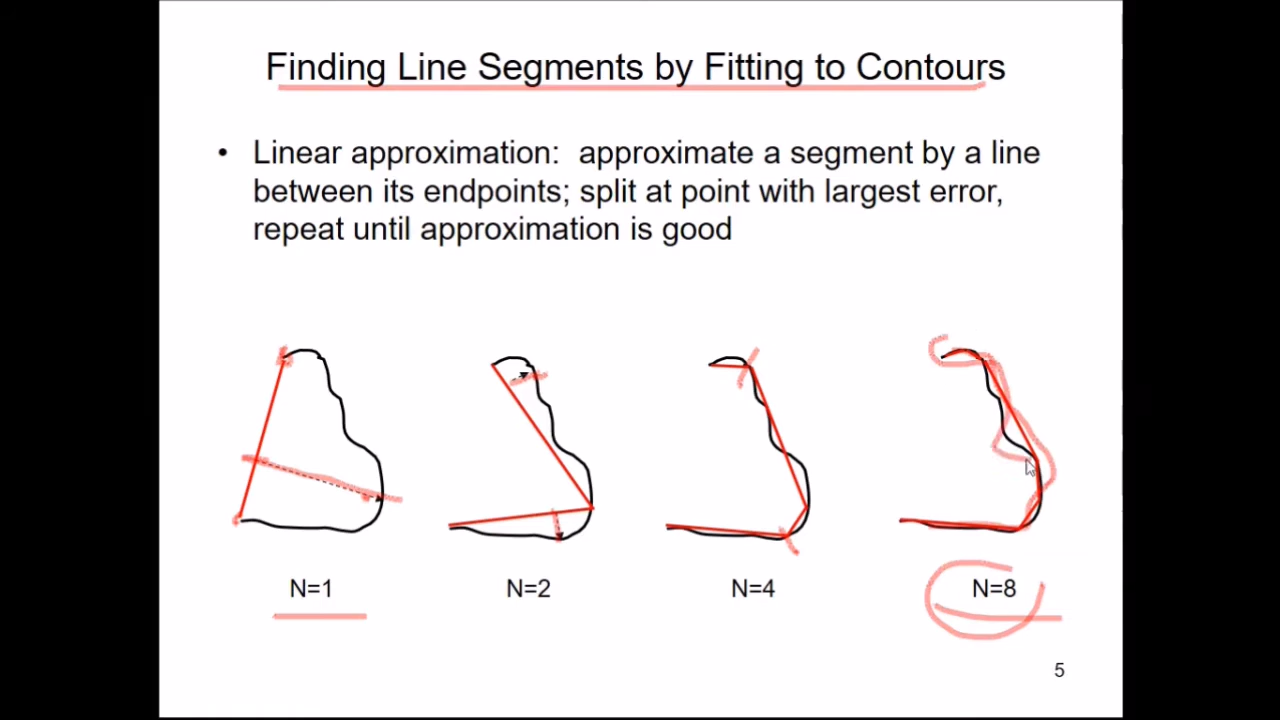 Finding Line Segments by Fitting to Contours
• Linear approximation: approximate a segment by a line
between its endpoints; split at point with largest error,
repeat until approximation is good
N=1
N=2
N=4
N=8
5